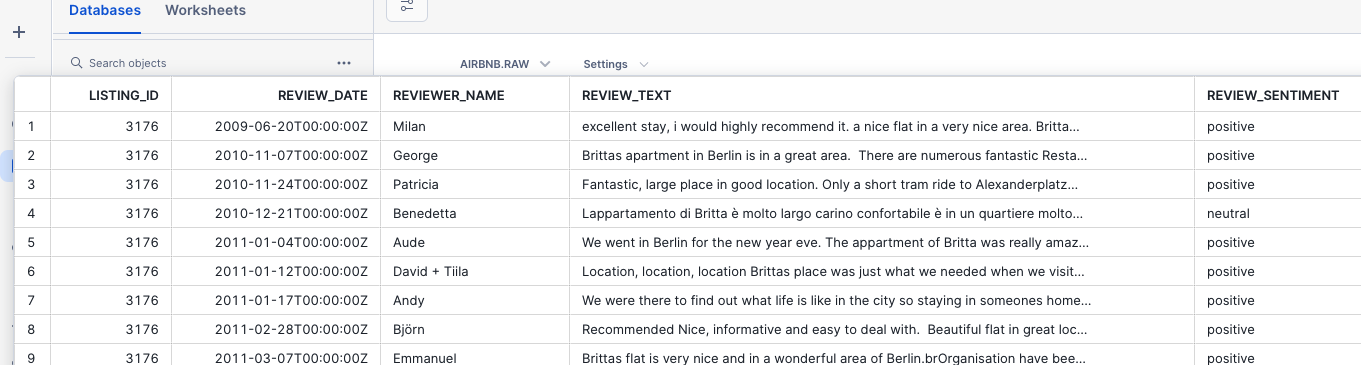 Databases Worksheets
Search objects ...
AIRBNB.RAW Settings
LISTING_ID REVIEW_DATE REVIEWER_NAME REVIEW_TEXT REVIEW_SENTIMENT
1 3176 2009-06-20T00:00:00Z Milan excellent stay, i would highly recommend it. a nice flat in a very nice area. Britta... positive
2 3176 2010-11-07T00:00:00Z George Brittas apartment in Berlin is in a great area.  There are numerous fantastic Resta... positive
3 3176 2010-11-24T00:00:00Z Patricia Fantastic, large place in good location. Only a short tram ride to Alexanderplatz... positive
4 3176 2010-12-21T00:00:00Z Benedetta Lappartamento di Britta è molto largo carino confortabile è in un quartiere molto... neutral
5 3176 2011-01-04T00:00:00Z Aude We went in Berlin for the new year eve. The appartment of Britta was really amaz... positive
6 3176 2011-01-12T00:00:00Z David + Tiila Location, location, location Brittas place was just what we needed when we visit... positive
7 3176 2011-01-17T00:00:00Z Andy We were there to find out what life is like in the city so staying in someones home... positive
8 3176 2011-02-28T00:00:00Z Björn Recommended Nice, informative and easy to deal with.  Beautiful flat in great loc... positive
9 3176 2011-03-07T00:00:00Z Emmanuel Brittas flat is very nice and in a wonderful area of Berlin.brOrganisation have bee... positive